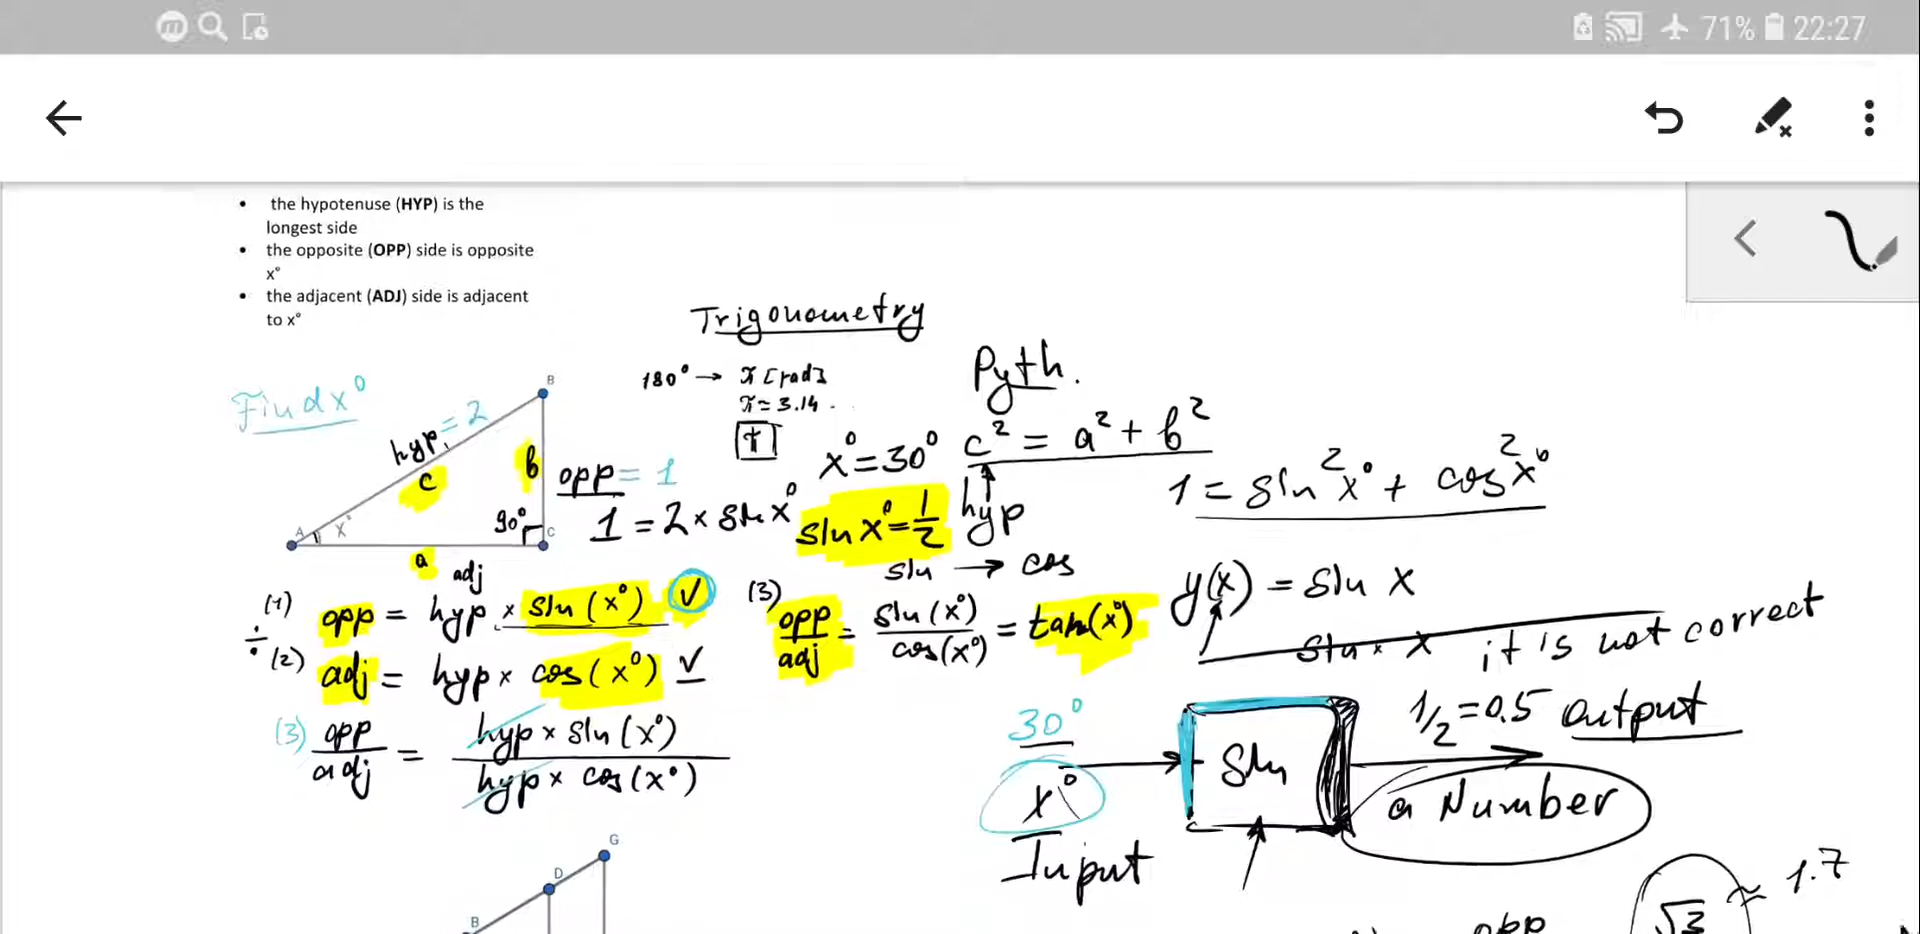 71% 22:27
• the hypotenuse (HYP) is the
longest side
• the opposite (OPP) side is opposite
x°
• the adjacent (ADJ) side is adjacent
to x°
Trigonometry
180° → π [rad]
π ≈ 3.14
Find x°
B
hyp. = 2
c
b
opp = 1
A
x°
90°
C
a
adj
1 = 2 × sin x°
x° = 30°
sin x° = 1/2
Pyth.
c² = a² + b²
hyp
1 = sin² x° + cos² x°
sin → cos
(1) opp = hyp × sin (x°) ✓
÷
(2) adj = hyp × cos (x°) ✓
(3) opp/adj = hyp × sin (x°) / hyp × cos (x°)
(3) opp/adj = sin (x°)/cos (x°) = tan (x°)
y(x) = sin x
sin × x it is not correct
30°
x°
Input
sin
1/2 = 0.5 output
a Number
G
D
B
opp
√3 ≈ 1.7